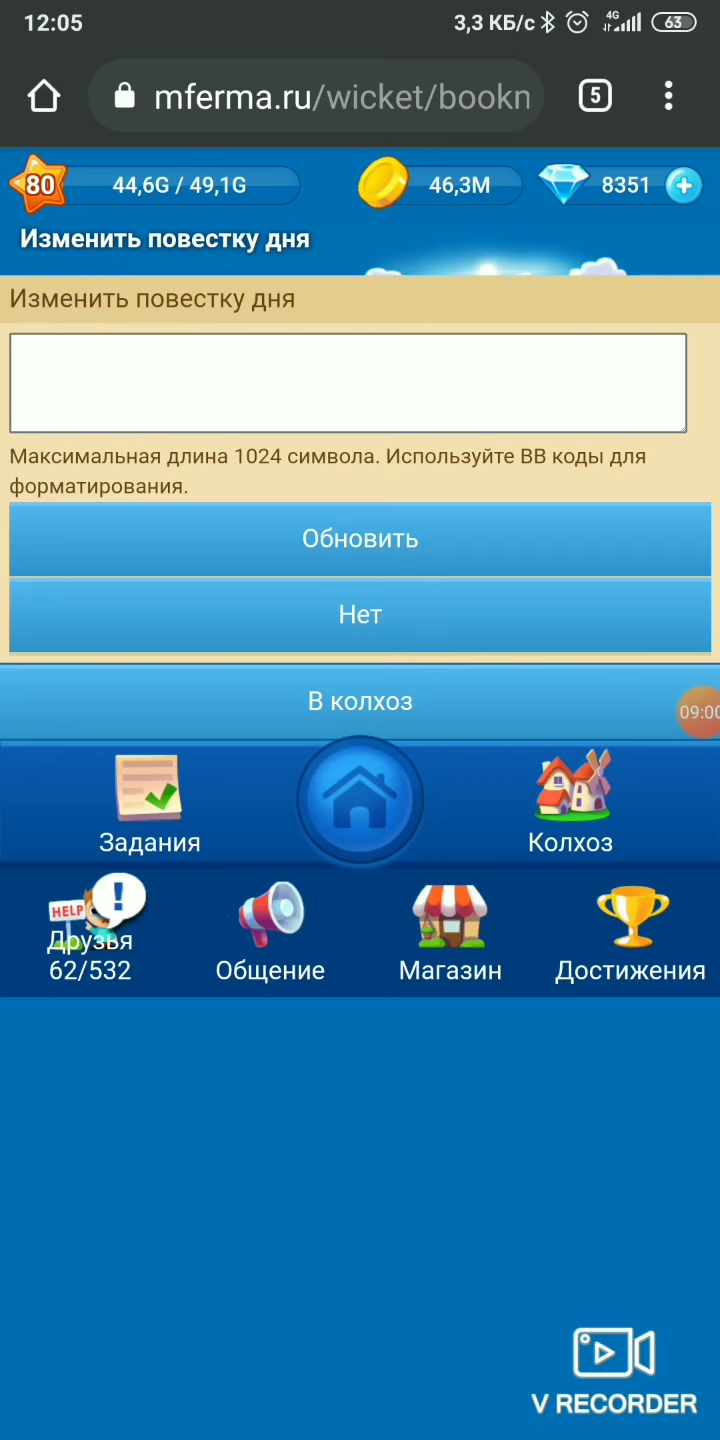 12:05
3,3 КБ/с 4G 63
mferma.ru/wicket/bookn 5
80 44,6G / 49,1G 46,3M 8351
Изменить повестку дня
Изменить повестку дня
Максимальная длина 1024 символа. Используйте BB коды для
форматирования.
Обновить
Нет
В колхоз
09:00
Задания Колхоз
HELP !
Друзья
62/532 Общение Магазин Достижения
V RECORDER